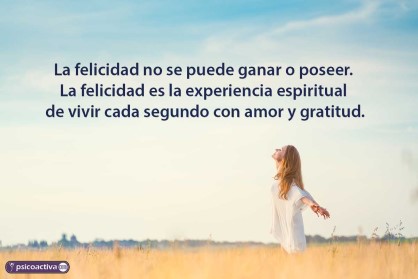 La felicidad no se puede ganar o poseer.
La felicidad es la experiencia espiritual
de vivir cada segundo con amor y gratitud.
psicoactiva